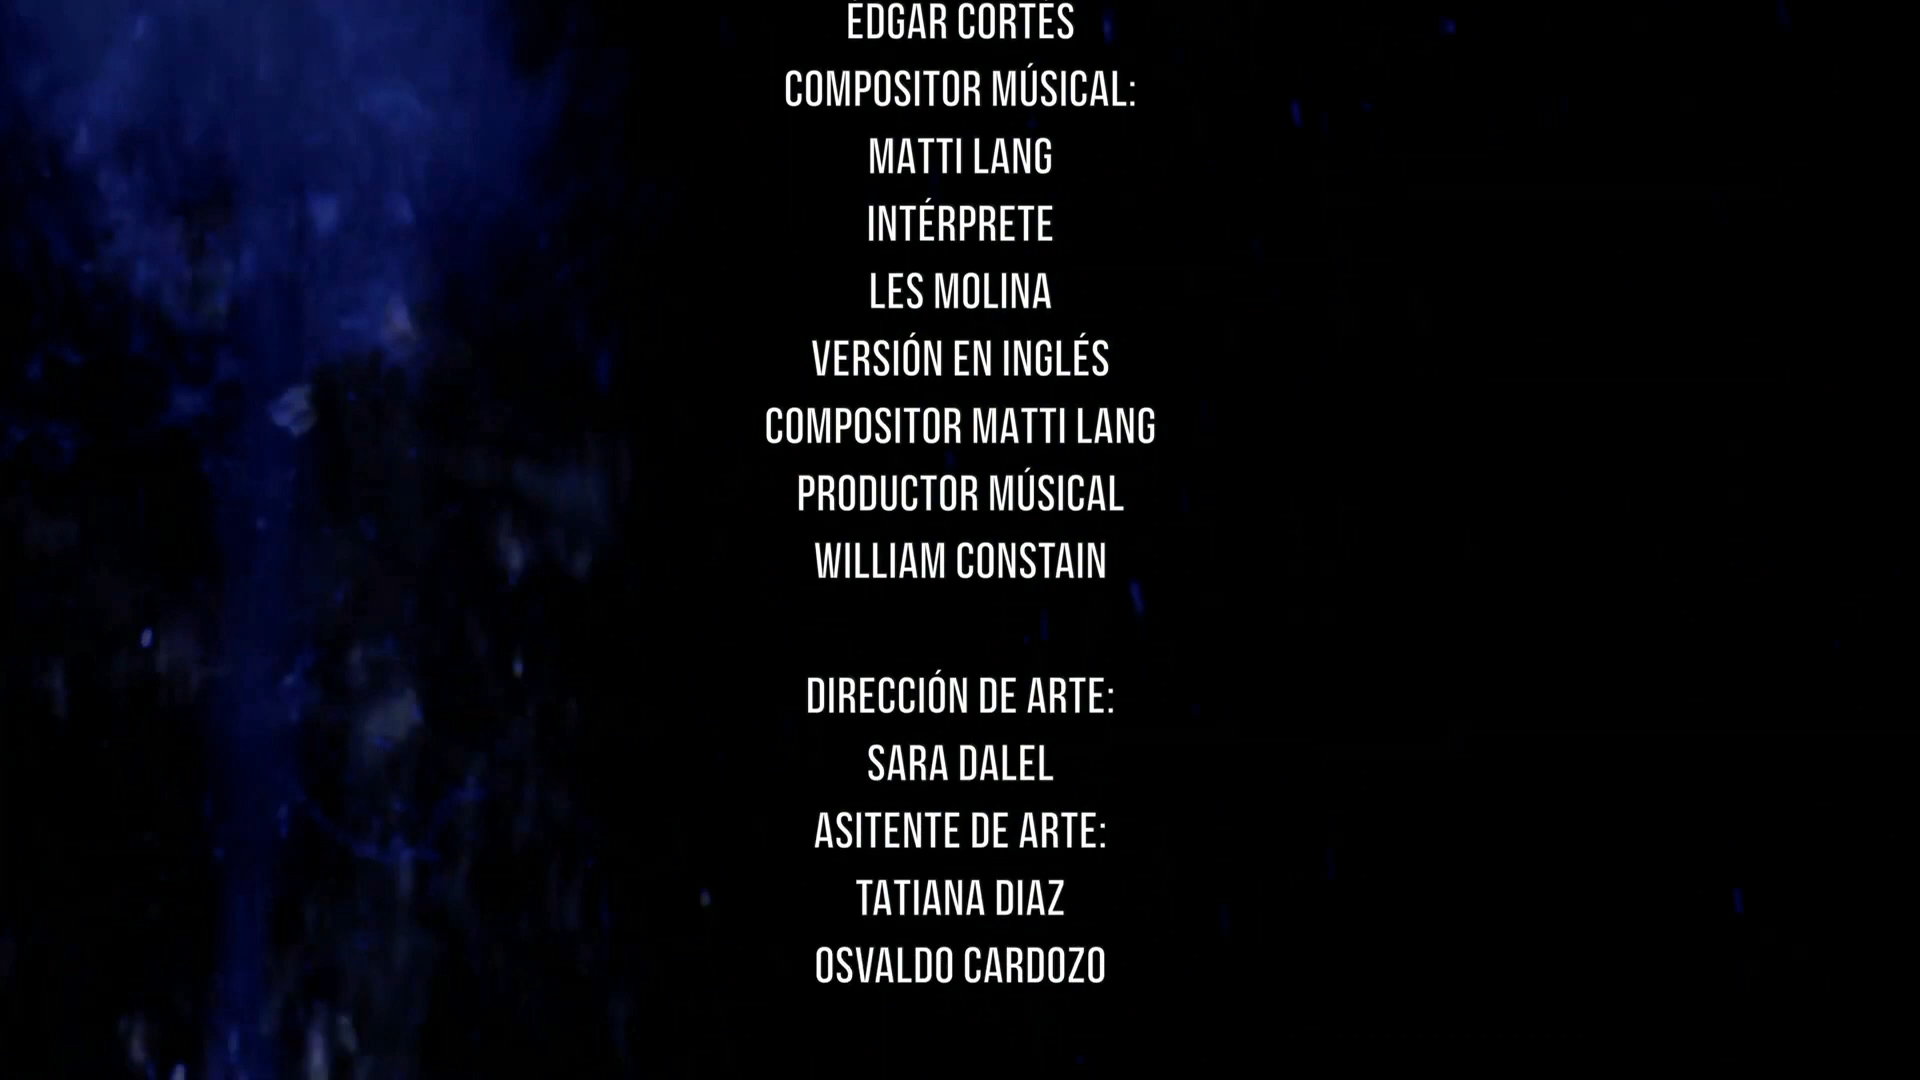 EDGAR CORTÉS
COMPOSITOR MÚSICAL:
MATTI LANG
INTÉRPRETE
LES MOLINA
VERSIÓN EN INGLÉS
COMPOSITOR MATTI LANG
PRODUCTOR MÚSICAL
WILLIAM CONSTAIN
DIRECCIÓN DE ARTE:
SARA DALEL
ASITENTE DE ARTE:
TATIANA DIAZ
OSVALDO CARDOZO